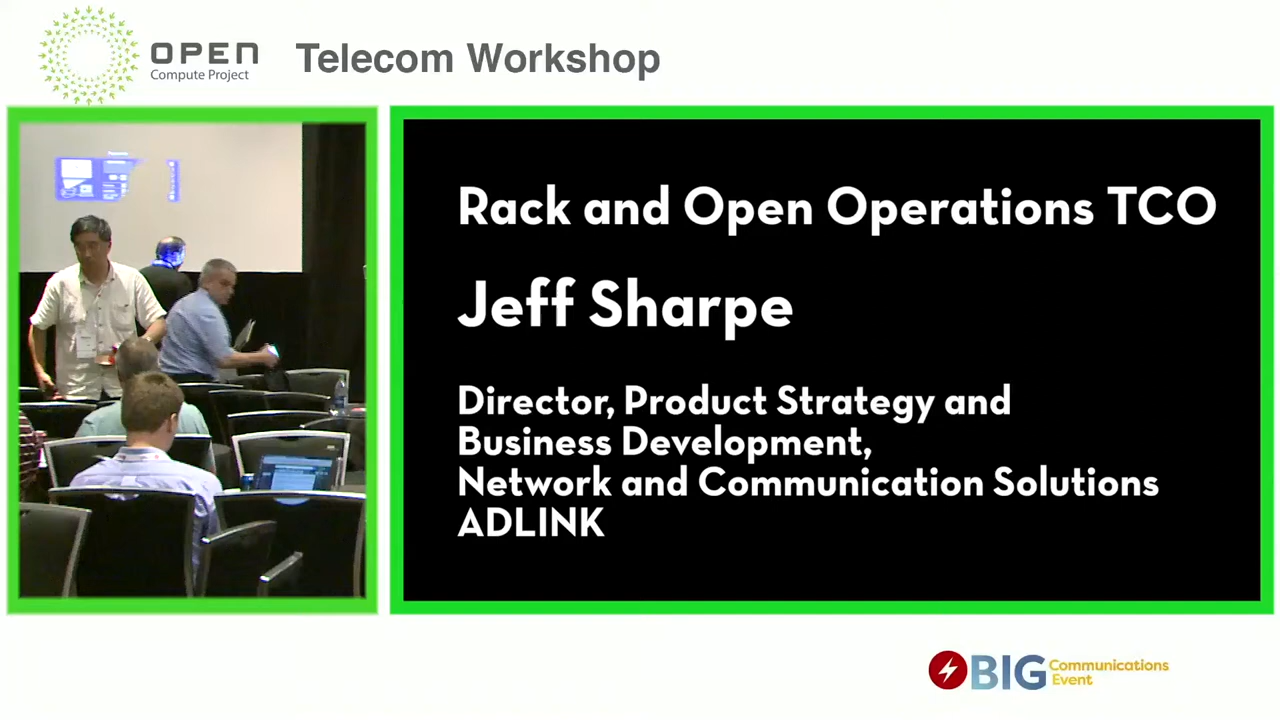 OPEN
Compute Project
Telecom Workshop
Rack and Open Operations TCO
Jeff Sharpe
Director, Product Strategy and
Business Development,
Network and Communication Solutions
ADLINK
BIG
Communications
Event